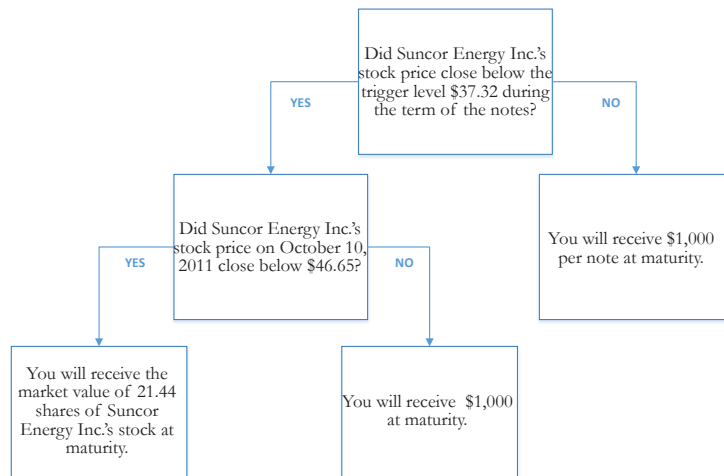 Did Suncor Energy Inc.'s
stock price close below the
trigger level $37.32 during
the term of the notes?
YES
NO
Did Suncor Energy Inc.'s
stock price on October 10,
2011 close below $46.65?
You will receive $1,000
per note at maturity.
YES
NO
You will receive the
market value of 21.44
shares of Suncor
Energy Inc.'s stock at
maturity.
You will receive  $1,000
at maturity.